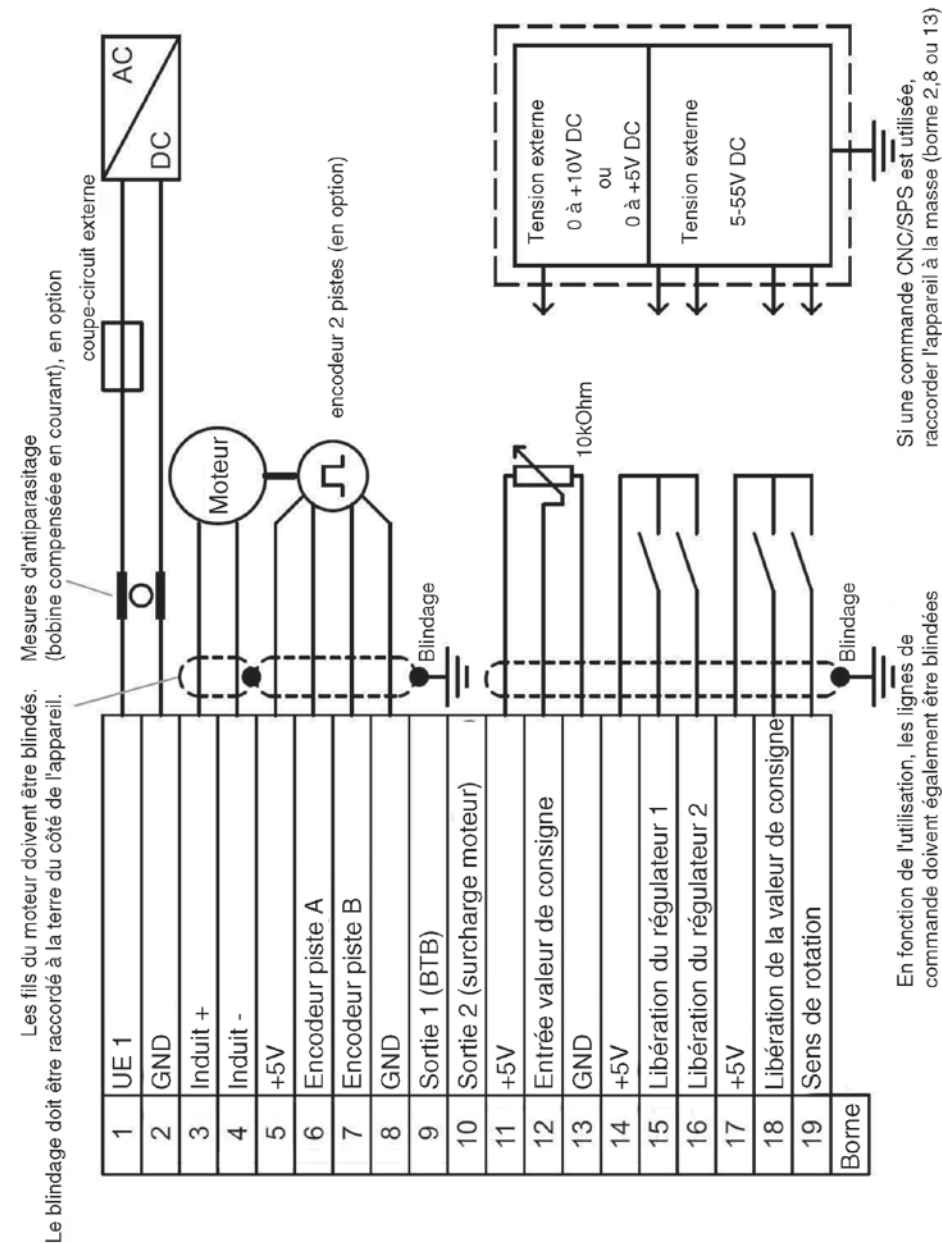 Les fils du moteur doivent être blindés.
Le blindage doit être raccordé à la terre du côté de l'appareil.
Mesures d'antiparasitage
(bobine compensée en courant), en option
coupe-circuit externe
AC
DC
1 UE 1
2 GND
3 Induit +
4 Induit -
5 +5V
6 Encodeur piste A
7 Encodeur piste B
8 GND
9 Sortie 1 (BTB)
10 Sortie 2 (surcharge moteur)
11 +5V
12 Entrée valeur de consigne
13 GND
14 +5V
15 Libération du régulateur 1
16 Libération du régulateur 2
17 +5V
18 Libération de la valeur de consigne
19 Sens de rotation
Borne
Moteur
encodeur 2 pistes (en option)
Blindage
10kOhm
Blindage
Tension externe
0 à +10V DC
ou
0 à +5V DC
Tension externe
5-55V DC
En fonction de l'utilisation, les lignes de
commande doivent également être blindées
Si une commande CNC/SPS est utilisée,
raccorder l'appareil à la masse (borne 2,8 ou 13)